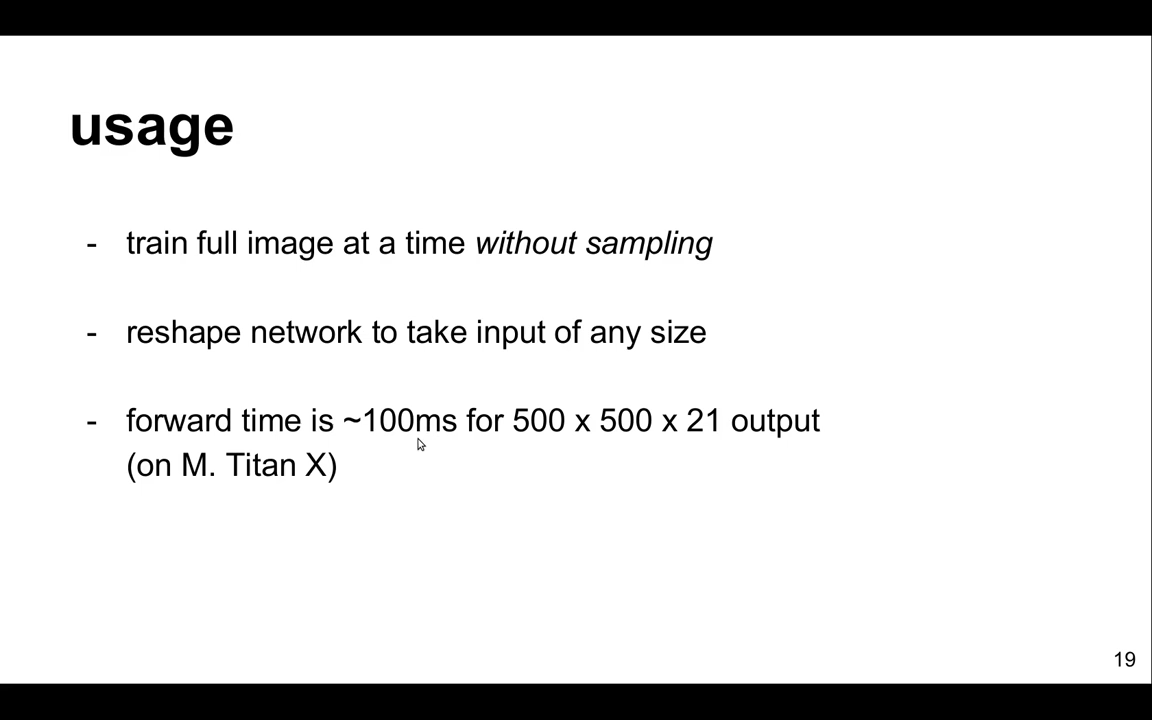 usage
- train full image at a time without sampling
- reshape network to take input of any size
- forward time is ~100ms for 500 x 500 x 21 output
(on M. Titan X)
19